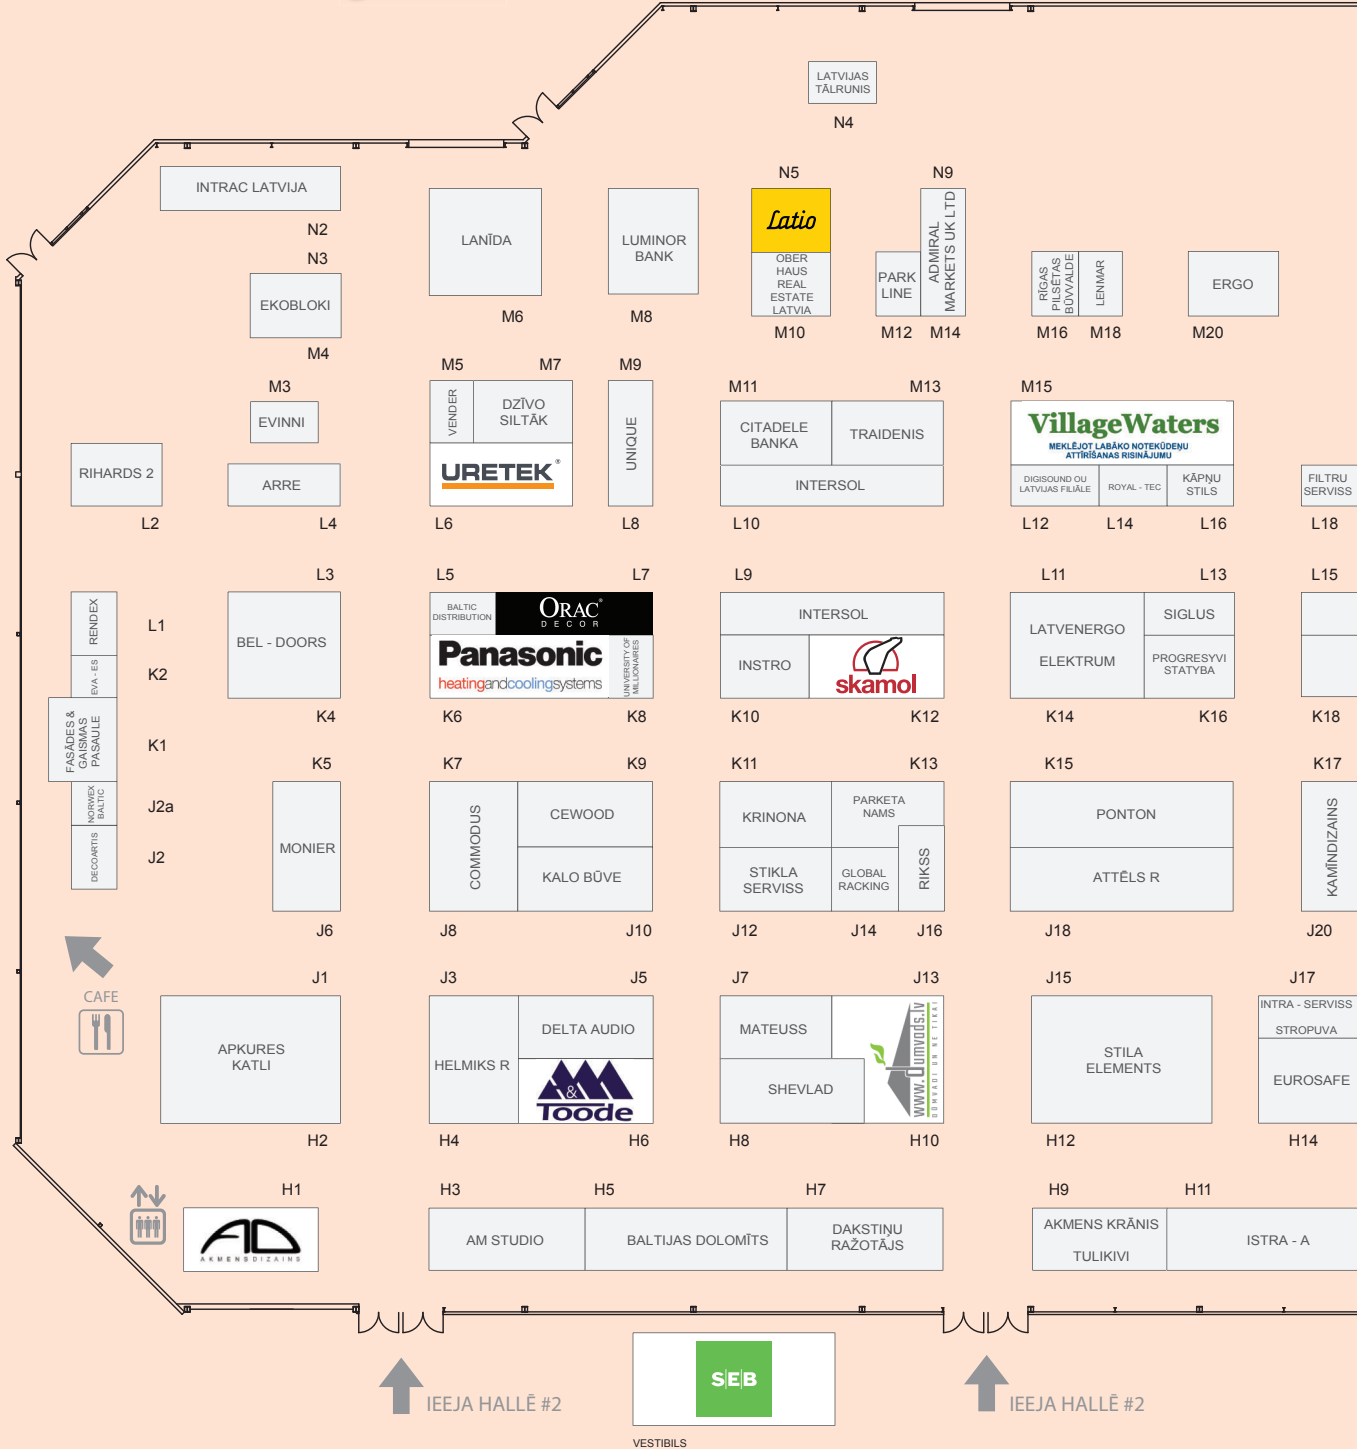 LATVIJAS
TĀLRUNIS
N4
INTRAC LATVIJA
N2
N3
EKOBLOKI
M4
LANĪDA
M6
LUMINOR
BANK
M8
N5
Latio
OBER
HAUS
REAL
ESTATE
LATVIA
M10
N9
PARK
LINE
M12
ADMIRAL
MARKETS UK LTD
M14
RĪGAS
PILSĒTAS
BŪVVALDE
M16
LENMAR
M18
ERGO
M20
M3
EVINNI
RIHARDS 2
L2
ARRE
L4
M5
M7
VENDER
DZĪVO
SILTĀK
URETEK®
L6
M9
UNIQUE
L8
M11
M13
CITADELE
BANKA
TRAIDENIS
INTERSOL
L10
M15
VillageWaters
MEKLĒJOT LABĀKO NOTEKŪDEŅU
ATTĪRĪŠANAS RISINĀJUMU
DIGISOUND OU
LATVIJAS FILIĀLE
ROYAL - TEC
KĀPŅU
STILS
L12
L14
L16
FILTRU
SERVISS
L18
RENDEX
L1
EVA - ES
K2
FASĀDES &
GAISMAS
PASAULE
K1
NORWEX
BALTIC
J2a
DECOARTIS
J2
L3
BEL - DOORS
K4
L5
L7
BALTIC
DISTRIBUTION
ORAC®
DECOR
Panasonic
heatingandcoolingsystems
UNIVERSITY OF
MILLIONAIRES
K6
K8
L9
INTERSOL
INSTRO
skamol
K10
K12
L11
L13
LATVENERGO
ELEKTRUM
SIGLUS
PROGRESYVI
STATYBA
K14
K16
L15
K18
K5
MONIER
J6
K7
K9
COMMODUS
CEWOOD
KALO BŪVE
J8
J10
K11
K13
KRINONA
PARKETA
NAMS
STIKLA
SERVISS
GLOBAL
RACKING
RIKSS
J12
J14
J16
K15
PONTON
ATTĒLS R
J18
K17
KAMĪNDIZAINS
J20
CAFE
J1
APKURES
KATLI
H2
J3
J5
HELMIKS R
DELTA AUDIO
&
Toode
H4
H6
J7
J13
MATEUSS
SHEVLAD
www.Dumvads.lv
DŪMVADI UN NE TIKAI
H8
H10
J15
STILA
ELEMENTS
H12
J17
INTRA - SERVISS
STROPUVA
EUROSAFE
H14
H1
AD
AKMENSDIZAINS
H3
H5
H7
AM STUDIO
BALTIJAS DOLOMĪTS
DAKSTIŅU
RAŽOTĀJS
H9
H11
AKMENS KRĀNIS
TULIKIVI
ISTRA - A
IEEJA HALLĒ #2
SEB
IEEJA HALLĒ #2
VESTIBILS